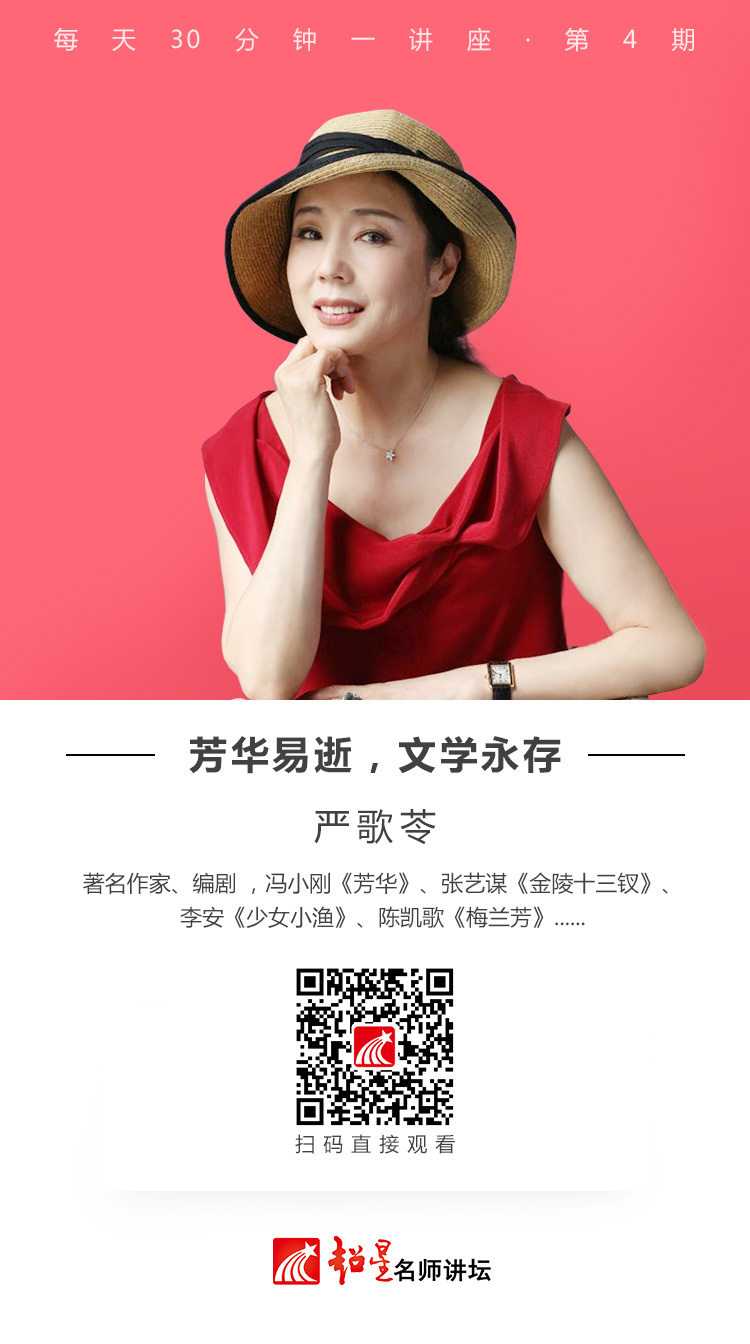 每天30分钟一讲座·第4期
芳华易逝，文学永存
严歌苓
著名作家、编剧 ，冯小刚《芳华》、张艺谋《金陵十三钗》、
李安《少女小渔》、陈凯歌《梅兰芳》......
扫码直接观看
超星名师讲坛